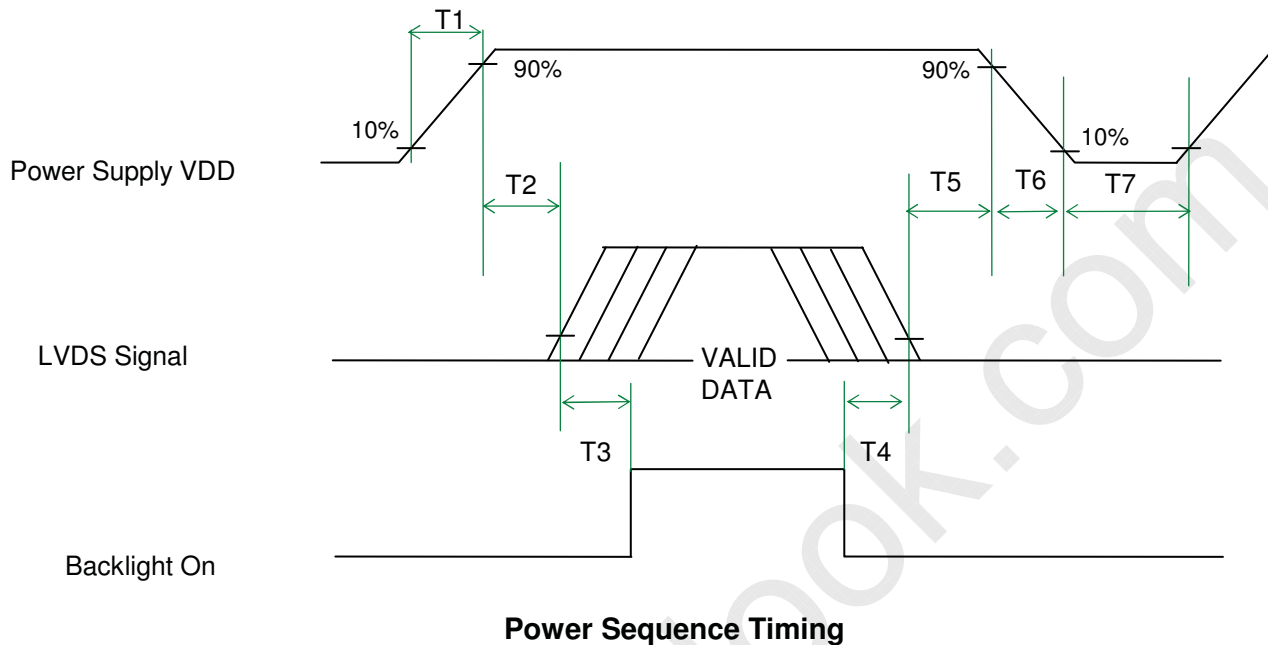 T1
90%
90%
10%
10%
Power Supply VDD
T2
T5
T6
T7
LVDS Signal
VALID
DATA
T3
T4
Backlight On
Power Sequence Timing